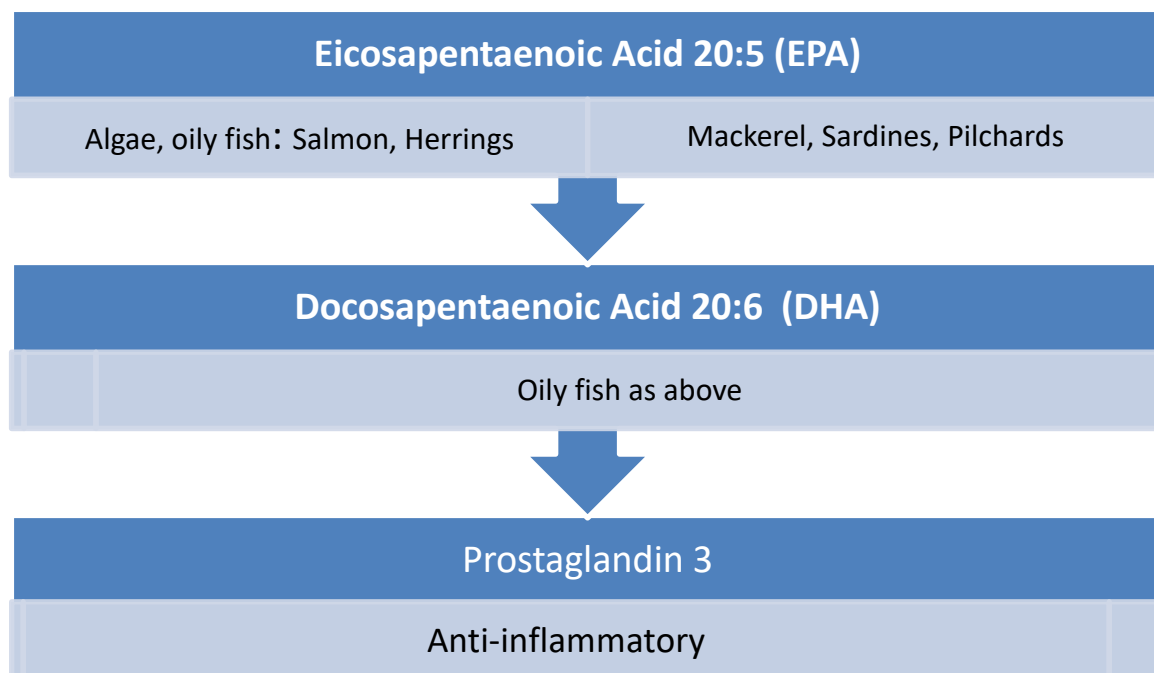 Eicosapentaenoic Acid 20:5 (EPA)
Algae, oily fish: Salmon, Herrings
Mackerel, Sardines, Pilchards
Docosapentaenoic Acid 20:6 (DHA)
Oily fish as above
Prostaglandin 3
Anti-inflammatory